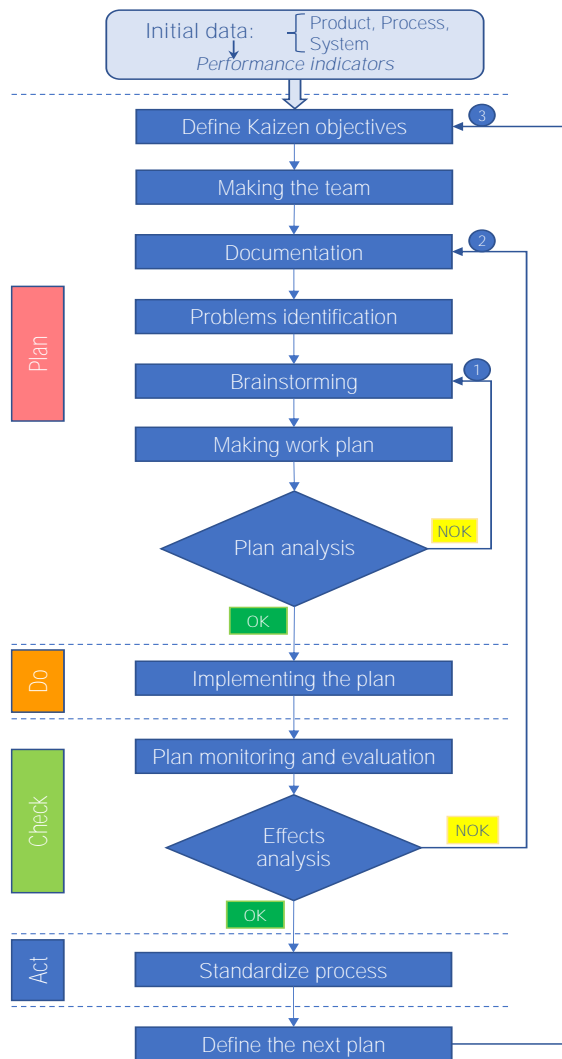 Initial data:
Product, Process,
System
Performance indicators
3
Define Kaizen objectives
Making the team
2
Documentation
Problems identification
Plan
1
Brainstorming
Making work plan
Plan analysis
NOK
OK
Do
Implementing the plan
Plan monitoring and evaluation
Check
Effects
analysis
NOK
OK
Act
Standardize process
Define the next plan